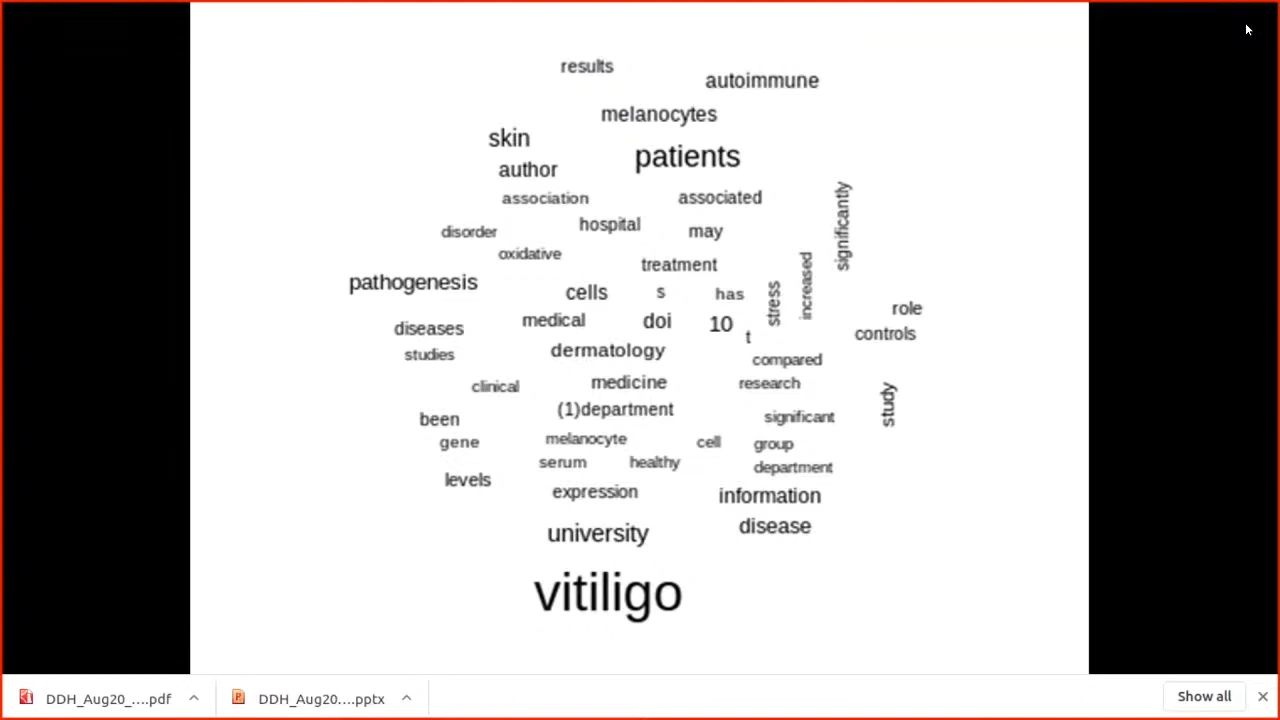 results
autoimmune
melanocytes
skin
patients
author
association
associated
significantly
hospital
disorder
may
oxidative
treatment
pathogenesis
cells
s
has
stress
increased
role
medical
doi
10
diseases
t
controls
dermatology
studies
compared
clinical
medicine
research
study
(1)department
been
significant
gene
melanocyte
cell
group
serum
healthy
department
levels
expression
information
university
disease
vitiligo
DDH_Aug20_....pdf
DDH_Aug20....pptx
Show all